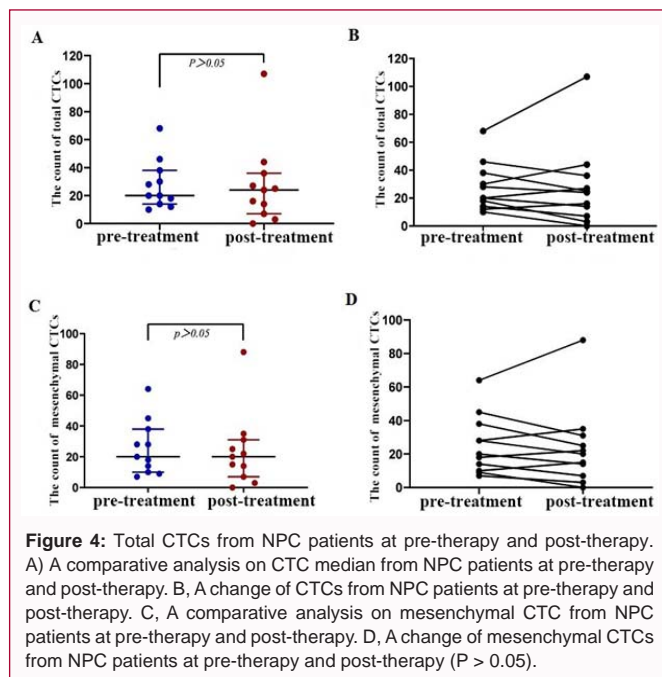 A
P>0.05
The count of total CTCs
120
100
80
60
40
20
0
pre-treatment post-treatment
B
The count of total CTCs
120
100
80
60
40
20
0
pre-treatment post-treatment
C
p>0.05
The count of mesenchymal CTCs
100
80
60
40
20
0
pre-treatment post-treatment
D
The count of mesenchymal CTCs
100
80
60
40
20
0
pre-treatment post-treatment
Figure 4: Total CTCs from NPC patients at pre-therapy and post-therapy.
A) A comparative analysis on CTC median from NPC patients at pre-therapy
and post-therapy. B, A change of CTCs from NPC patients at pre-therapy and
post-therapy. C, A comparative analysis on mesenchymal CTC from NPC
patients at pre-therapy and post-therapy. D, A change of mesenchymal CTCs
from NPC patients at pre-therapy and post-therapy (P > 0.05).